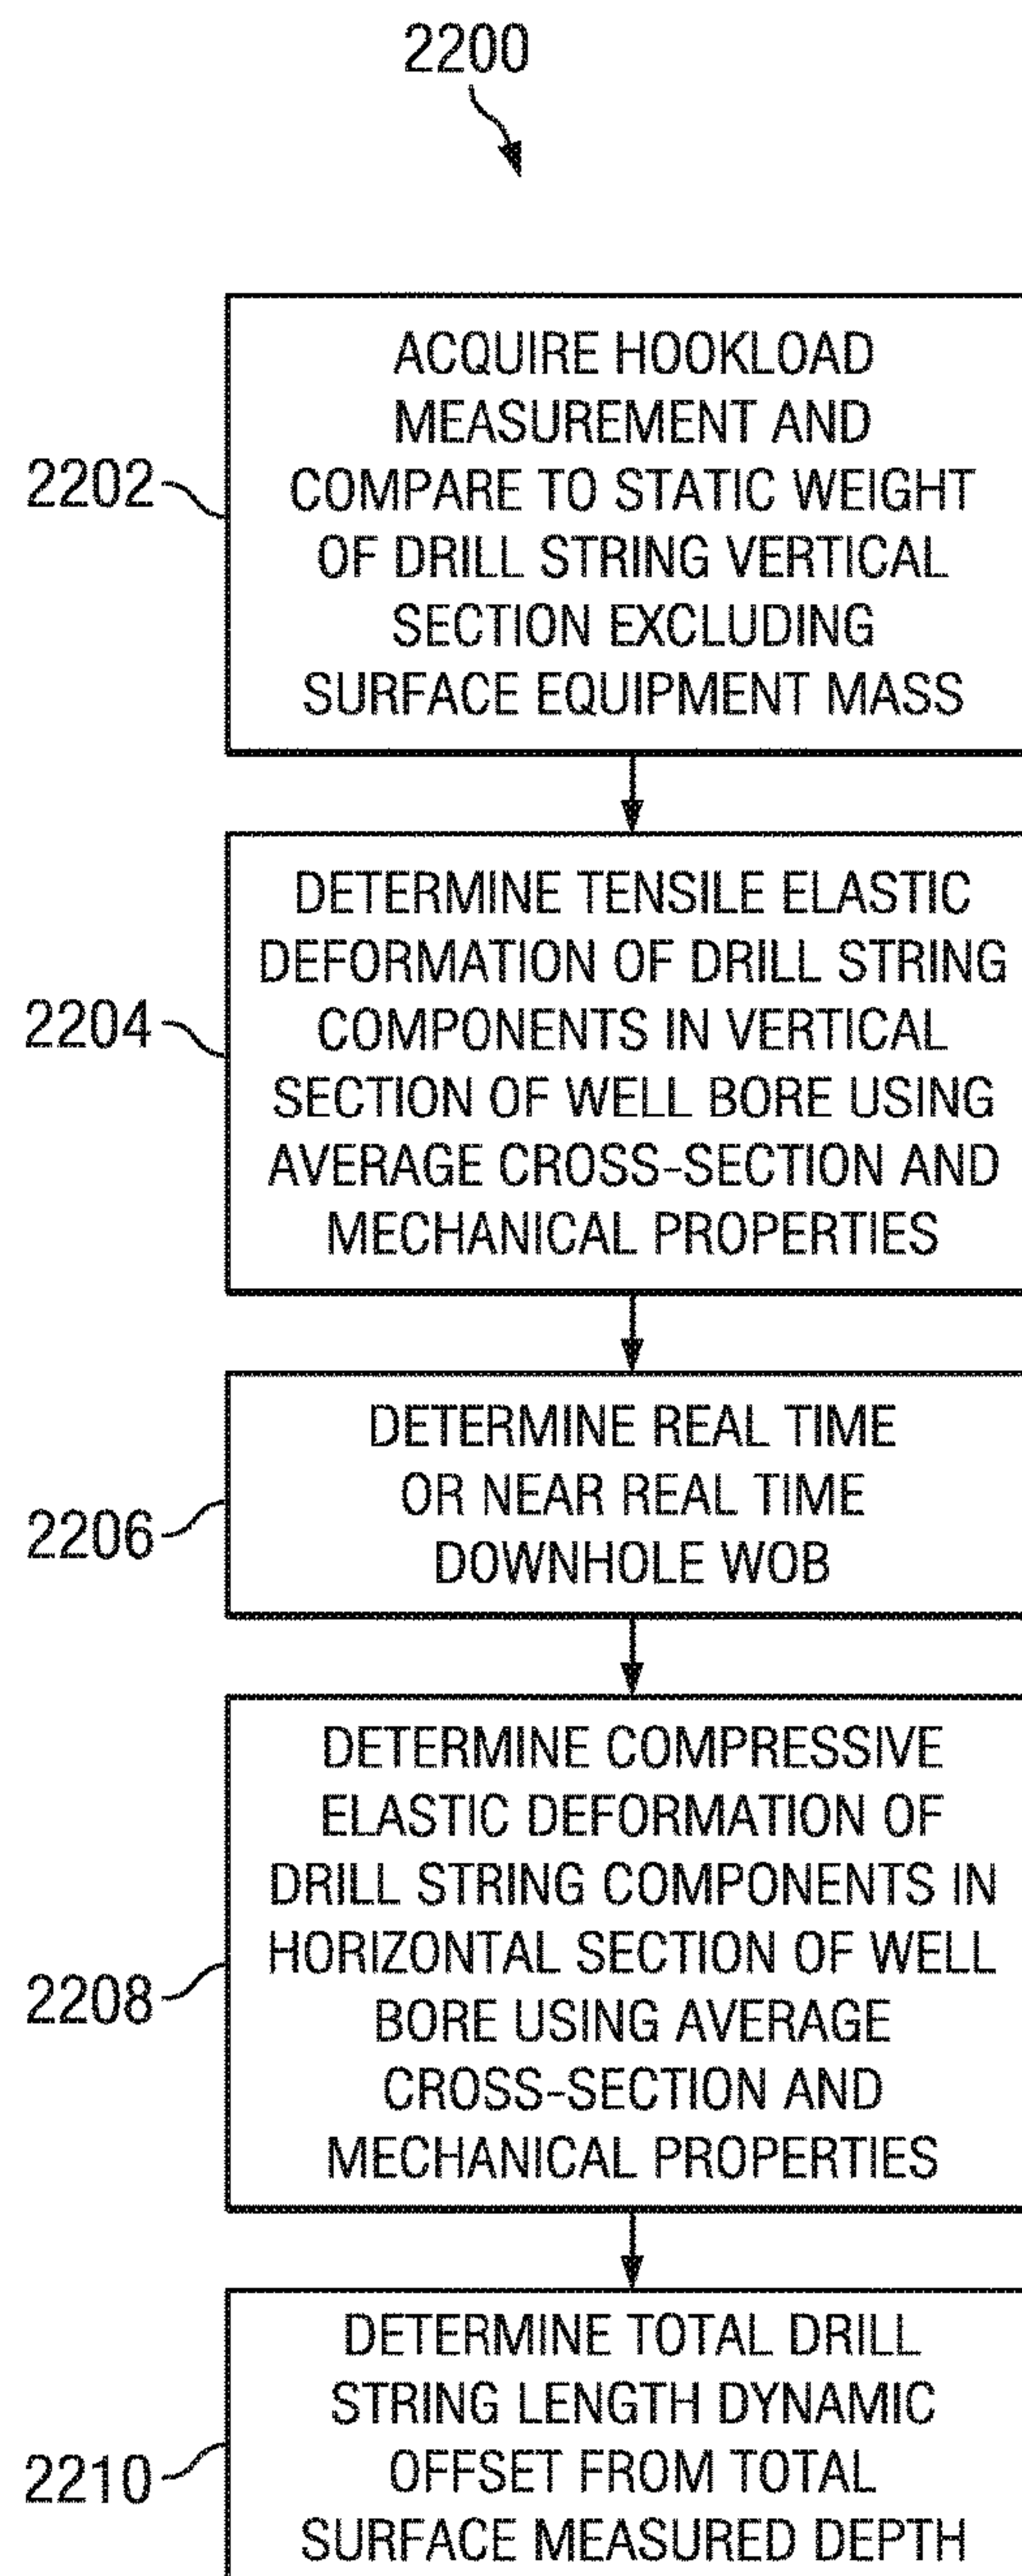 2200
2202
ACQUIRE HOOKLOAD
MEASUREMENT AND
COMPARE TO STATIC WEIGHT
OF DRILL STRING VERTICAL
SECTION EXCLUDING
SURFACE EQUIPMENT MASS
2204
DETERMINE TENSILE ELASTIC
DEFORMATION OF DRILL STRING
COMPONENTS IN VERTICAL
SECTION OF WELL BORE USING
AVERAGE CROSS-SECTION AND
MECHANICAL PROPERTIES
2206
DETERMINE REAL TIME
OR NEAR REAL TIME
DOWNHOLE WOB
2208
DETERMINE COMPRESSIVE
ELASTIC DEFORMATION OF
DRILL STRING COMPONENTS IN
HORIZONTAL SECTION OF WELL
BORE USING AVERAGE
CROSS-SECTION AND
MECHANICAL PROPERTIES
2210
DETERMINE TOTAL DRILL
STRING LENGTH DYNAMIC
OFFSET FROM TOTAL
SURFACE MEASURED DEPTH